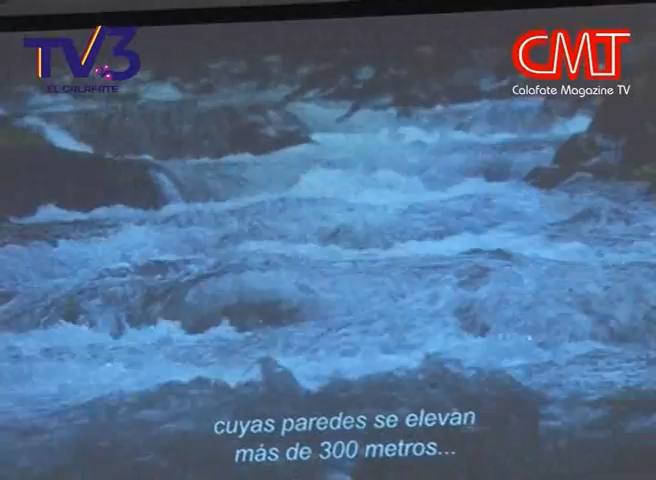 TV3
EL CALAFATE
CMT
Calafate Magazine TV
cuyas paredes se elevan
más de 300 metros...